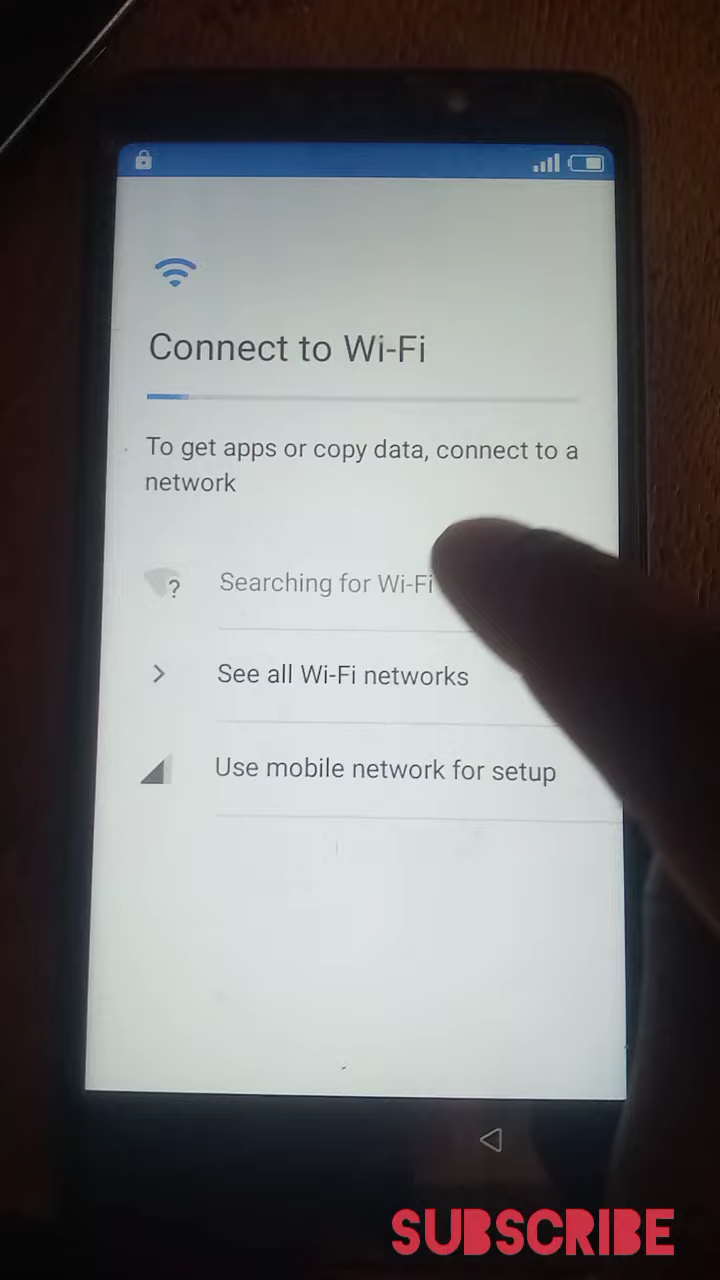 Connect to Wi-Fi
To get apps or copy data, connect to a
network
Searching for Wi-Fi
See all Wi-Fi networks
Use mobile network for setup
SUBSCRIBE